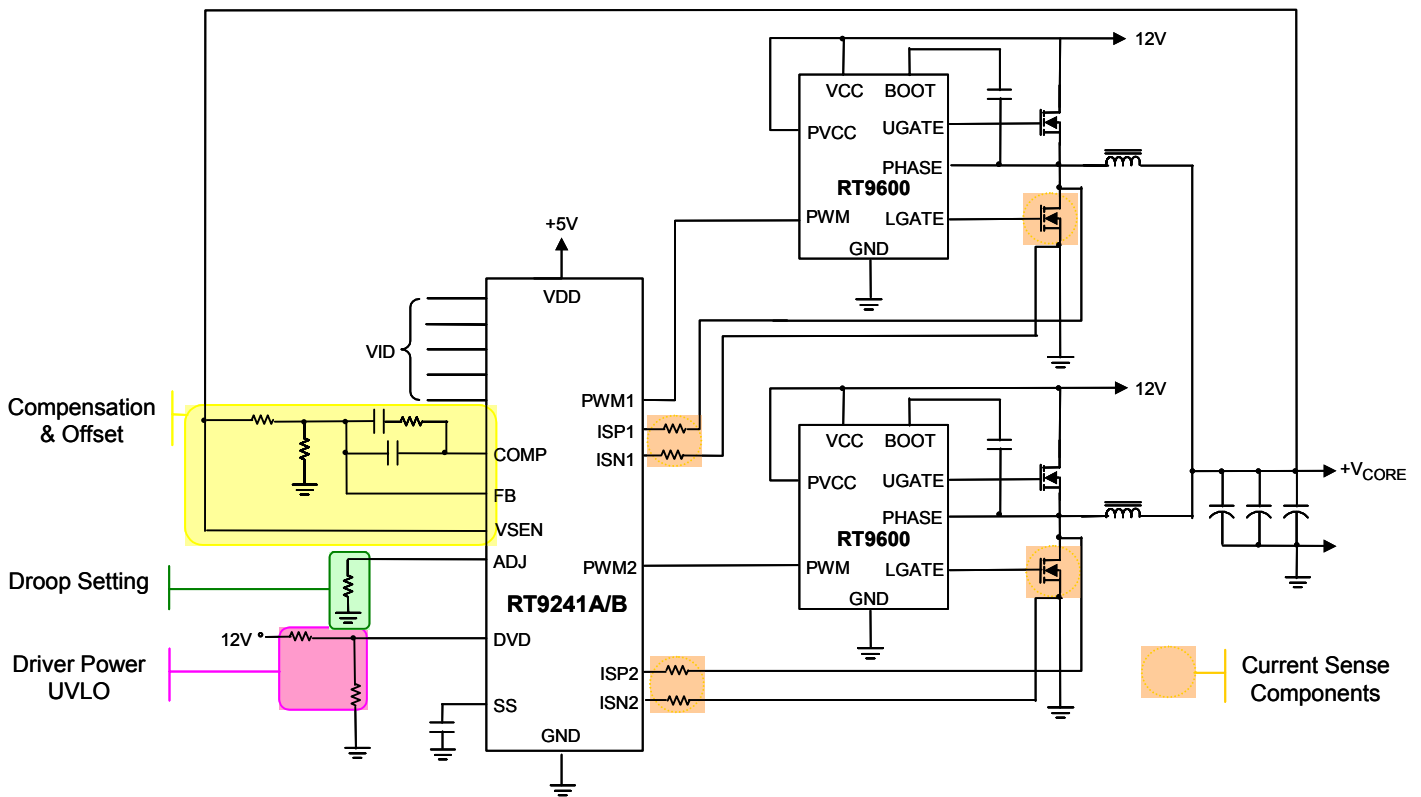 12V
VCC BOOT
PVCC
UGATE
PHASE
RT9600
PWM
LGATE
GND
+5V
VDD
VID
Compensation
& Offset
PWM1
ISP1
ISN1
COMP
FB
VSEN
ADJ
PWM2
RT9241A/B
DVD
ISP2
ISN2
SS
GND
Droop Setting
12V
Driver Power
UVLO
12V
VCC BOOT
PVCC
UGATE
PHASE
RT9600
PWM
LGATE
GND
+VCORE
Current Sense
Components